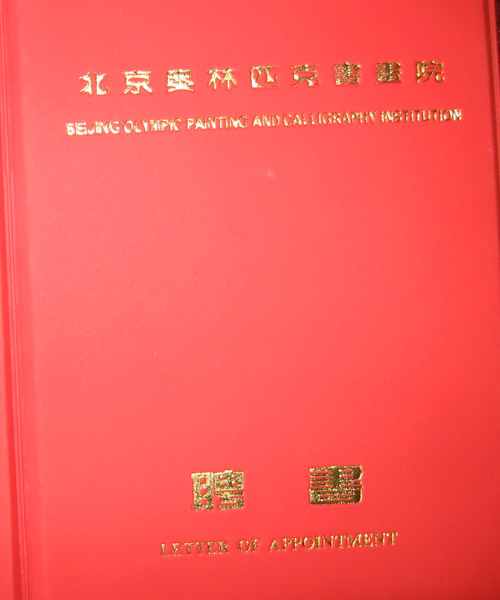 北京奧林匹克書畫院
BEIJING OLYMPIC PAINTING AND CALLIGRAPHY INSTITUTION
聘書
LETTER OF APPOINTMENT